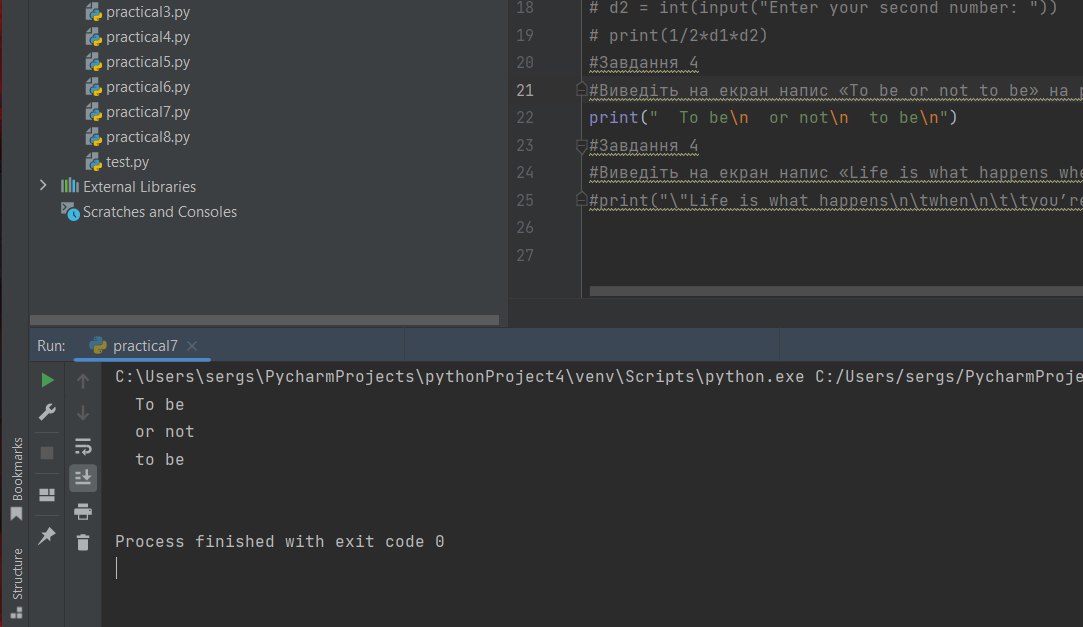 practical3.py
practical4.py
practical5.py
practical6.py
practical7.py
practical8.py
test.py
External Libraries
Scratches and Consoles
18 # d2 = int(input("Enter your second number: "))
19 # print(1/2*d1*d2)
20 #Завдання 4
21 #Виведіть на екран напис «To be or not to be» на
22 print("  To be\n  or not\n  to be\n")
23 #Завдання 4
24 #Виведіть на екран напис «Life is what happens whe
25 #print("\"Life is what happens\n\twhen\n\t\tyou’re
26
27
Run: practical7
C:\Users\sergs\PycharmProjects\pythonProject4\venv\Scripts\python.exe C:/Users/sergs/PycharmProje
To be
or not
to be
Process finished with exit code 0
Bookmarks
Structure